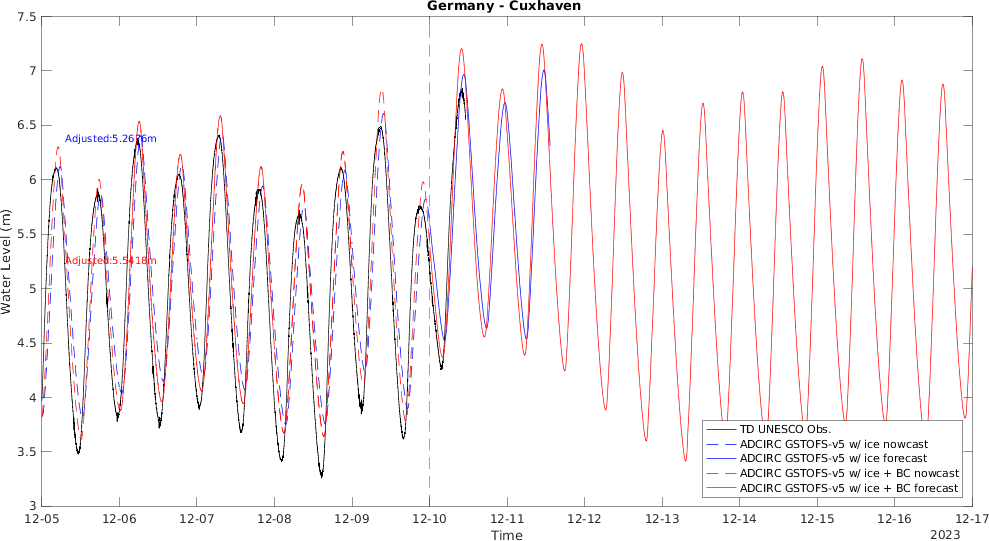 Germany - Cuxhaven
7.5
7
6.5
6
5.5
5
4.5
4
3.5
3
Water Level (m)
Adjusted:5.2676m
Adjusted:5.5418m
TD UNESCO Obs.
ADCIRC GSTOFS-v5 w/ ice nowcast
ADCIRC GSTOFS-v5 w/ ice forecast
ADCIRC GSTOFS-v5 w/ ice + BC nowcast
ADCIRC GSTOFS-v5 w/ ice + BC forecast
12-05 12-06 12-07 12-08 12-09 12-10 12-11 12-12 12-13 12-14 12-15 12-16 12-17
Time
2023